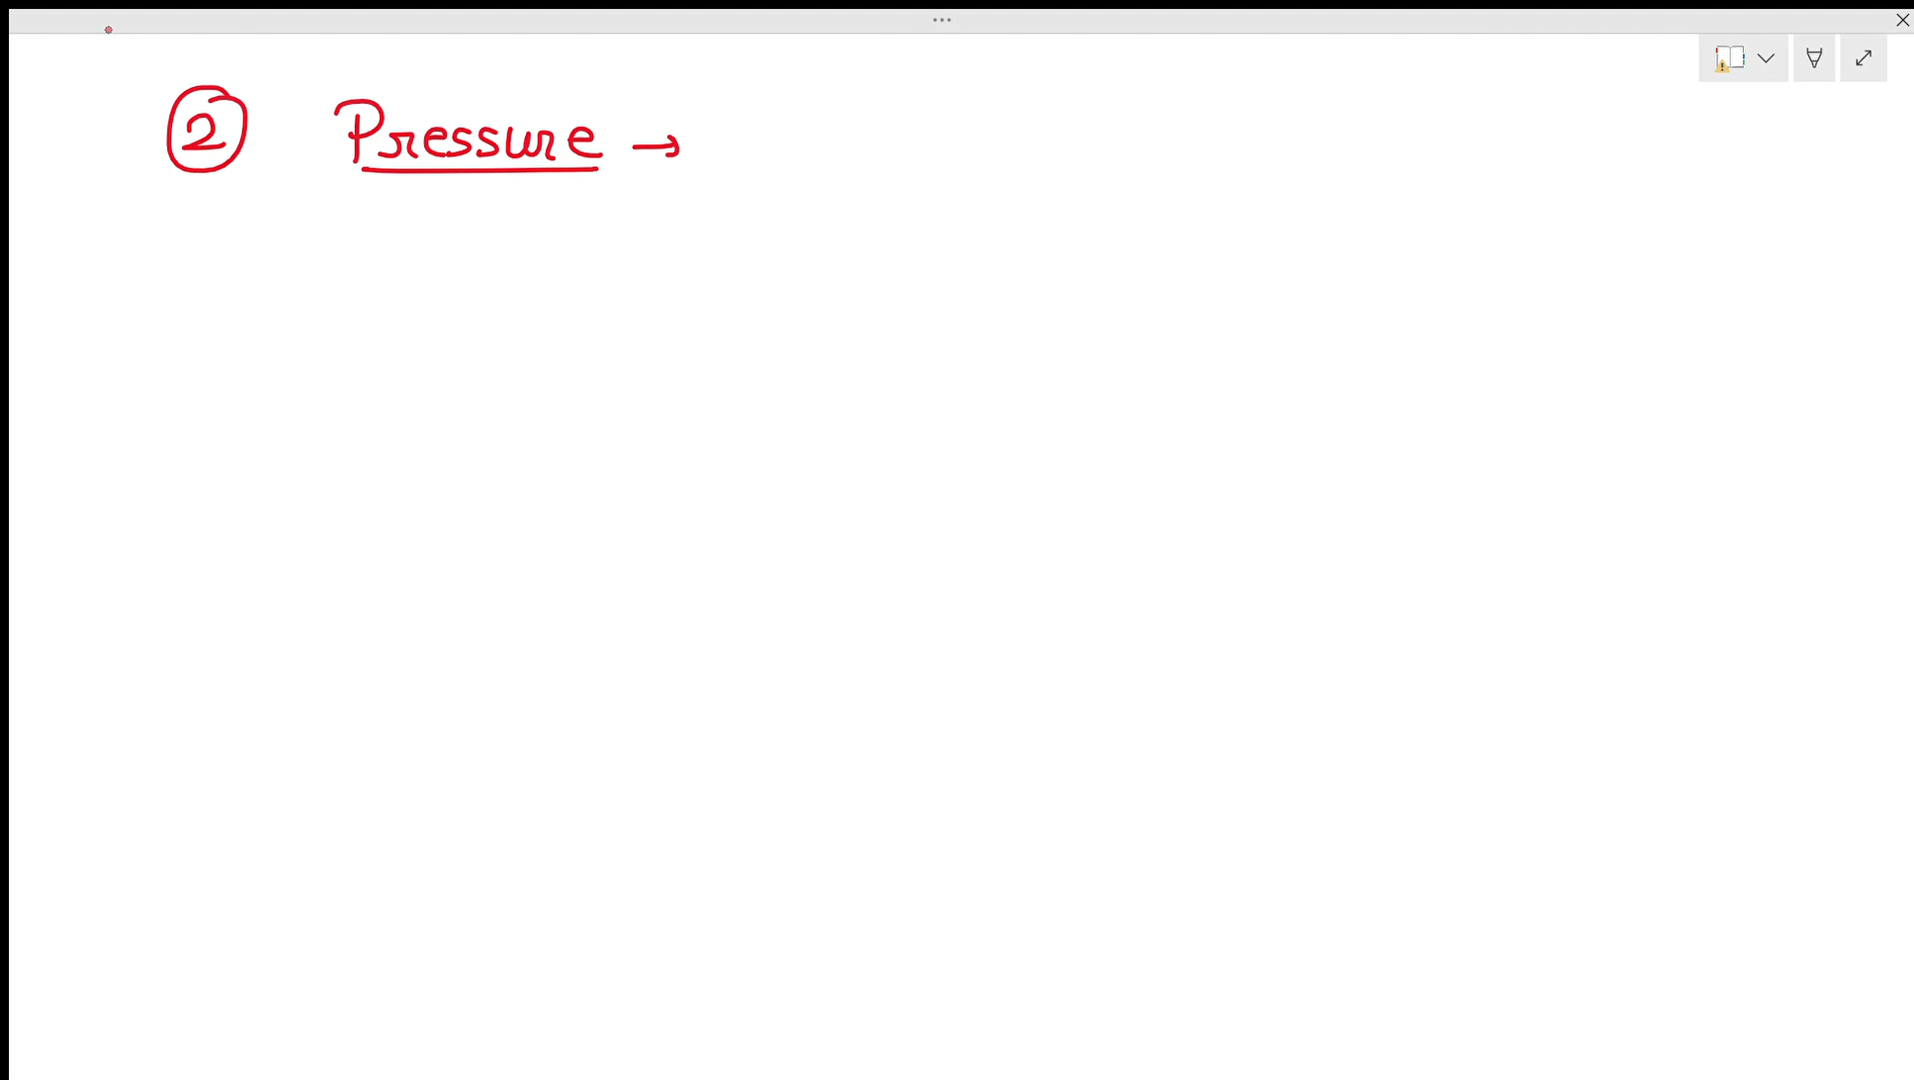 ② Pressure →